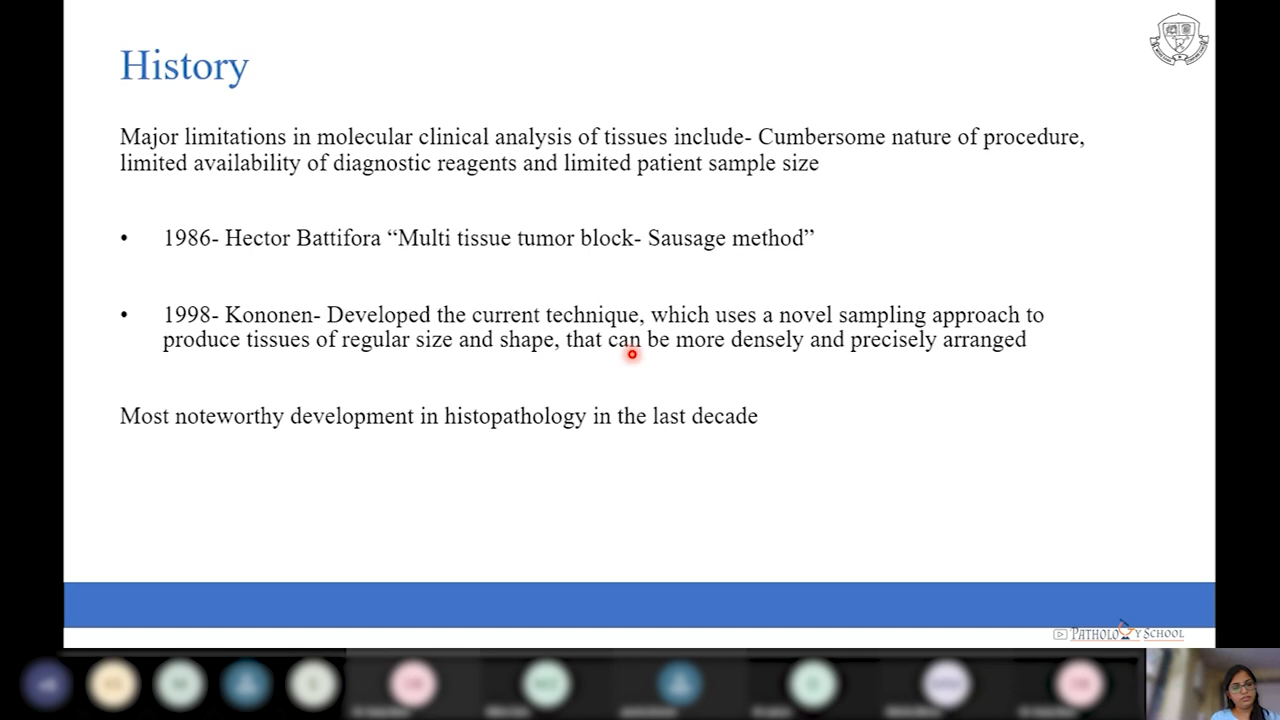 History
Major limitations in molecular clinical analysis of tissues include- Cumbersome nature of procedure,
limited availability of diagnostic reagents and limited patient sample size
• 1986- Hector Battifora “Multi tissue tumor block- Sausage method”
• 1998- Kononen- Developed the current technique, which uses a novel sampling approach to
produce tissues of regular size and shape, that can be more densely and precisely arranged
Most noteworthy development in histopathology in the last decade
PATHOLOGY SCHOOL